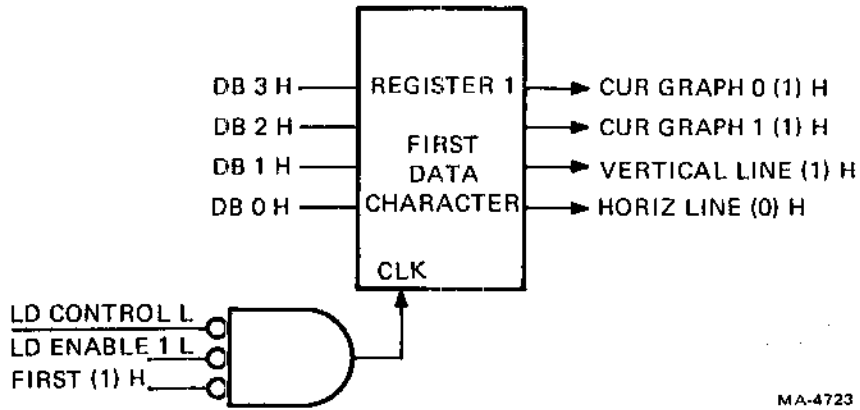 DB 3 H REGISTER 1 CUR GRAPH 0 (1) H
DB 2 H CUR GRAPH 1 (1) H
FIRST
DB 1 H DATA VERTICAL LINE (1) H
DB 0 H CHARACTER HORIZ LINE (0) H
CLK
LD CONTROL L
LD ENABLE 1 L
FIRST (1) H
MA-4723